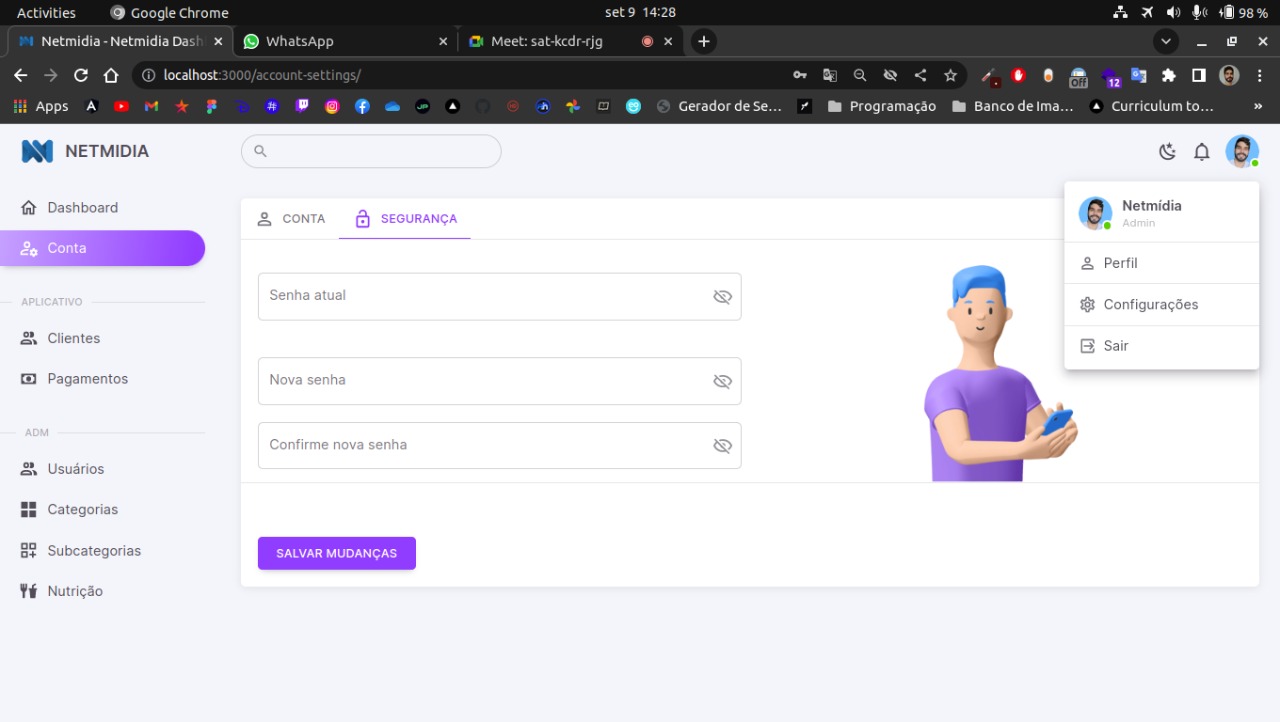 Activities
Google Chrome
set 9 14:28
98 %
Netmidia - Netmidia Dash
WhatsApp
Meet: sat-kcdr-rjg
localhost:3000/account-settings/
Off
12
Apps
Gerador de Se...
Programação
Banco de Ima...
Curriculum to...
»
NETMIDIA
Dashboard
Conta
APLICATIVO
Clientes
Pagamentos
ADM
Usuários
Categorias
Subcategorias
Nutrição
CONTA
SEGURANÇA
Senha atual
Nova senha
Confirme nova senha
SALVAR MUDANÇAS
Netmídia
Admin
Perfil
Configurações
Sair